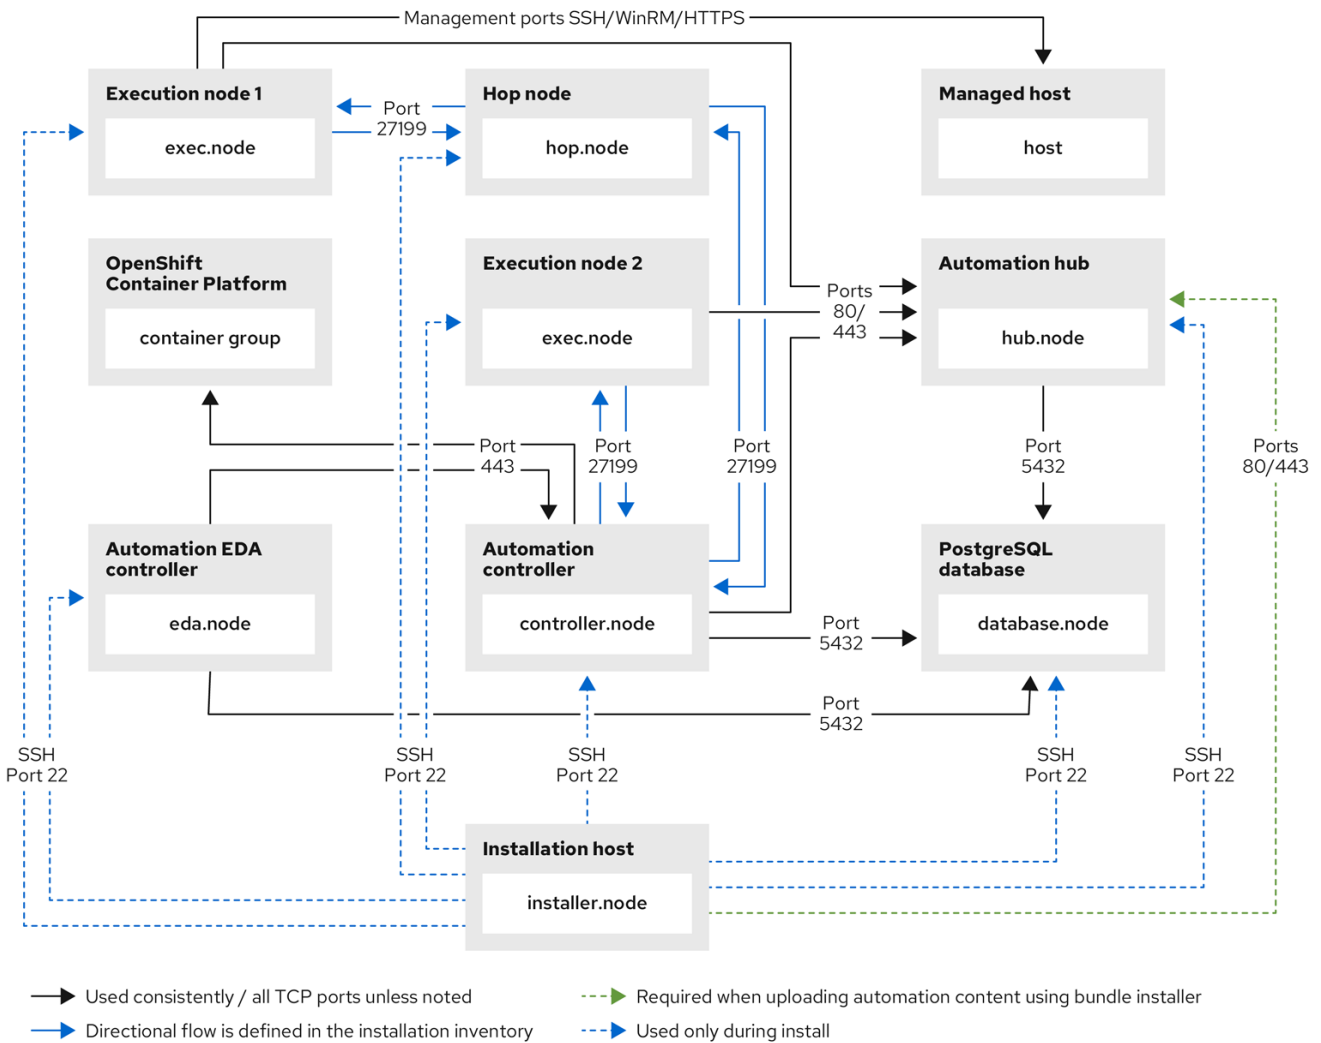 Management ports SSH/WinRM/HTTPS
Execution node 1
exec.node
Port
27199
Hop node
hop.node
Managed host
host
OpenShift
Container Platform
container group
Execution node 2
exec.node
Ports
80/
443
Automation hub
hub.node
Port
443
Port
27199
Port
27199
Port
5432
Ports
80/443
Automation EDA
controller
eda.node
Automation
controller
controller.node
Port
5432
PostgreSQL
database
database.node
Port
5432
SSH
Port 22
SSH
Port 22
SSH
Port 22
SSH
Port 22
SSH
Port 22
Installation host
installer.node
Used consistently / all TCP ports unless noted
Required when uploading automation content using bundle installer
Directional flow is defined in the installation inventory
Used only during install